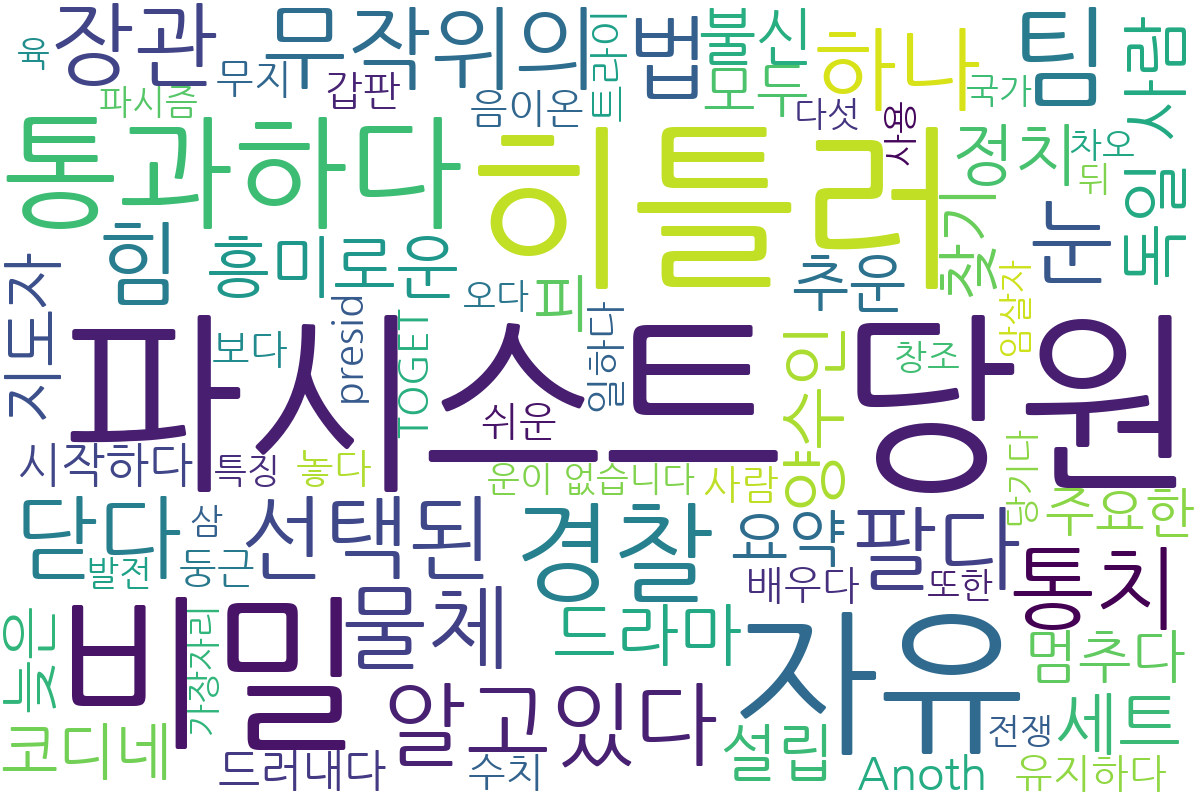 육
장관
무작위의
법
불신
하나
팀
독일 사람
무지
갑판
파시즘
음이온
트라이
모두
다섯
사용
국가
통과하다
히틀러
찾기
정치
차오
뒤
눈
힘
흥미로운
지도자
presid
보다
TOGET
오다
피
일하다
추운
암살자
창조
양수인
파시스트 당원
쉬운
시작하다
특징
놓다
운이 없습니다
사람
당기다
주요한
닫다
삼
발전
둥근
선택된
경찰
요약
팔다
배우다
또한
통치
늦은
비밀
가장자리
물체
드라마
자유
멈추다
코디네
드러내다
알고있다
수치
설립
Anoth
전쟁
세트
유지하다